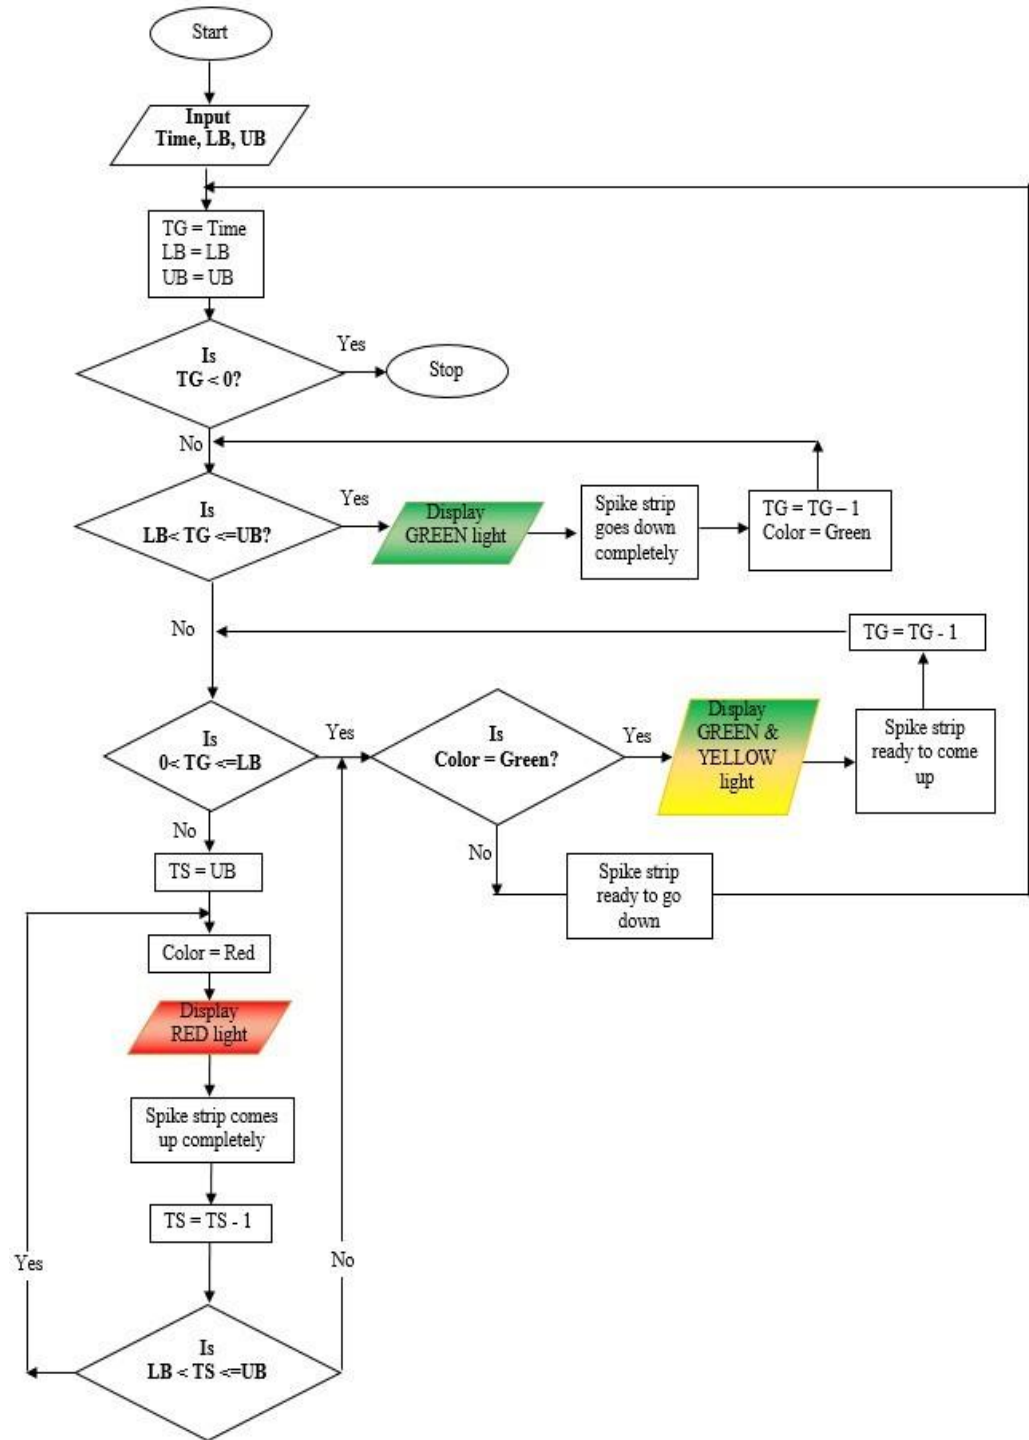 Start
Input
Time, LB, UB
TG = Time
LB = LB
UB = UB
Is
TG < 0?
Yes
Stop
No
Is
LB< TG <=UB?
Yes
Display
GREEN light
Spike strip
goes down
completely
TG = TG – 1
Color = Green
No
TG = TG - 1
Is
0< TG <=LB
Yes
Is
Color = Green?
Yes
Display
GREEN &
YELLOW
light
Spike strip
ready to come
up
No
No
Spike strip
ready to go
down
TS = UB
Color = Red
Display
RED light
Spike strip comes
up completely
TS = TS - 1
Yes
No
Is
LB < TS <=UB